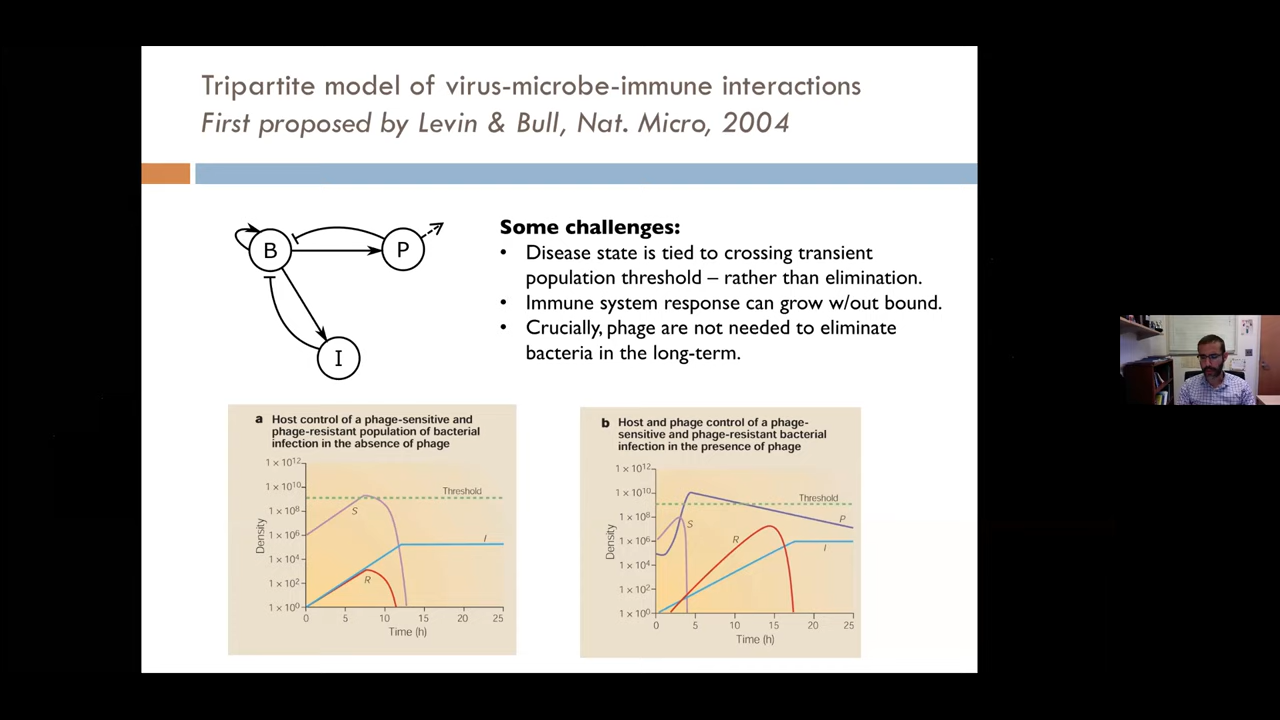 Tripartite model of virus-microbe-immune interactions
First proposed by Levin & Bull, Nat. Micro, 2004
B
P
I
Some challenges:
• Disease state is tied to crossing transient
population threshold – rather than elimination.
• Immune system response can grow w/out bound.
• Crucially, phage are not needed to eliminate
bacteria in the long-term.
a Host control of a phage-sensitive and
phage-resistant population of bacterial
infection in the absence of phage
1 × 10¹²
1 × 10¹⁰
1 × 10⁸
1 × 10⁶
1 × 10⁴
1 × 10²
1 × 10⁰
Density
Threshold
S
I
R
0 5 10 15 20 25
Time (h)
b Host and phage control of a phage-
sensitive and phage-resistant bacterial
infection in the presence of phage
1 × 10¹²
1 × 10¹⁰
1 × 10⁸
1 × 10⁶
1 × 10⁴
1 × 10²
1 × 10⁰
Density
Threshold
S
P
R
I
0 5 10 15 20 25
Time (h)